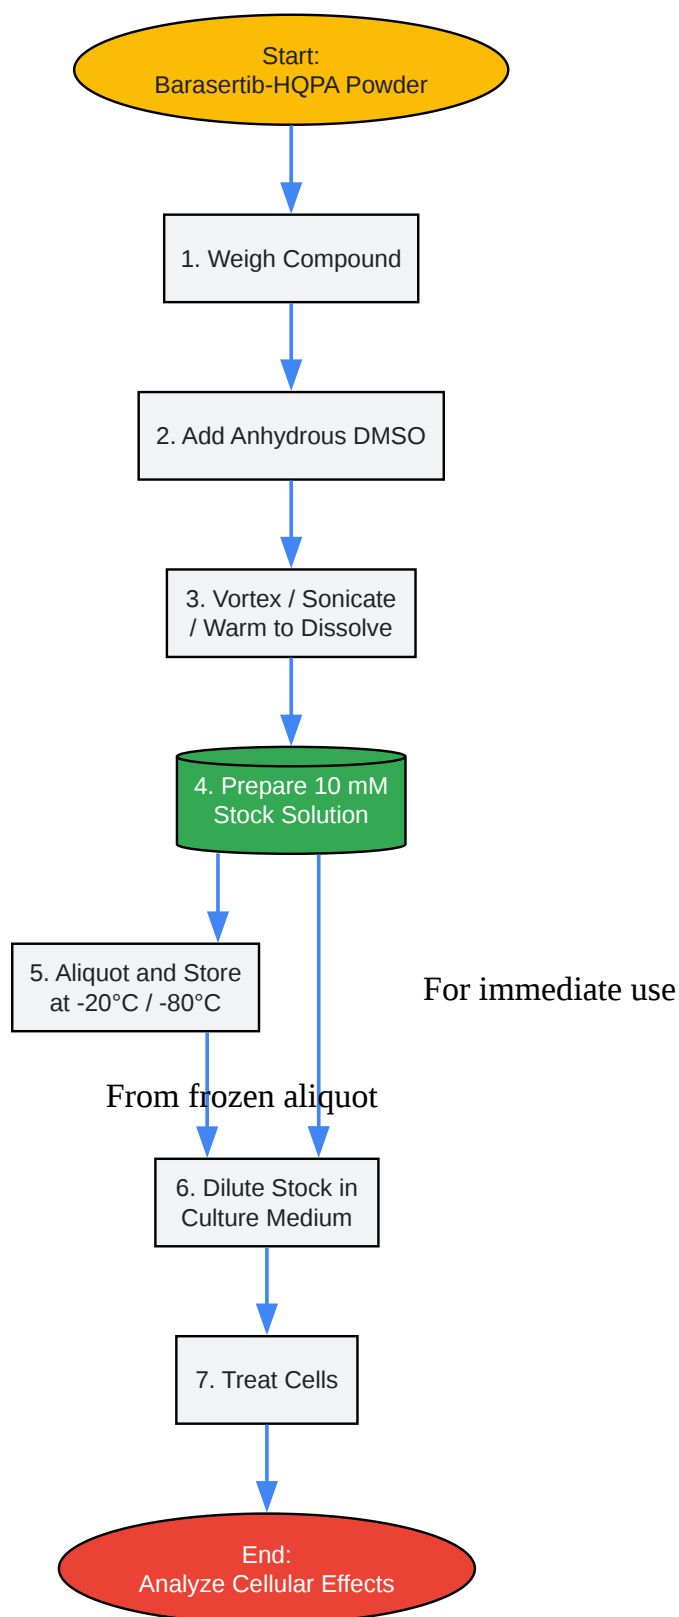 Start:
Barasertib-HQPA Powder
1. Weigh Compound
2. Add Anhydrous DMSO
3. Vortex / Sonicate
/ Warm to Dissolve
4. Prepare 10 mM
Stock Solution
5. Aliquot and Store
at -20°C / -80°C
For immediate use
From frozen aliquot
6. Dilute Stock in
Culture Medium
7. Treat Cells
End:
Analyze Cellular Effects